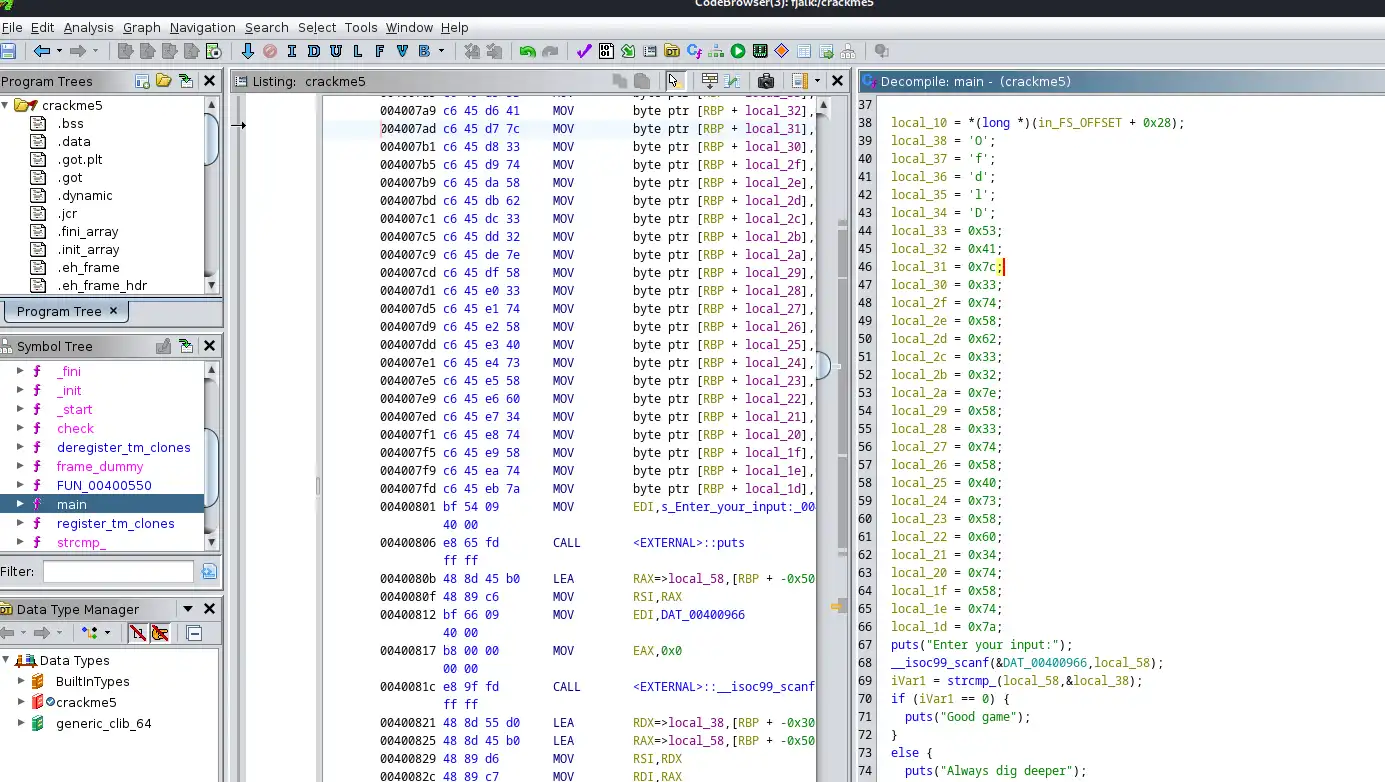 CodeBrowser(3): fjalk:/crackme5
File Edit Analysis Graph Navigation Search Select Tools Window Help
I D U L F V B
Program Trees
crackme5
.bss
.data
.got.plt
.got
.dynamic
.jcr
.fini_array
.init_array
.eh_frame
.eh_frame_hdr
Program Tree
Symbol Tree
_fini
_init
_start
check
deregister_tm_clones
frame_dummy
FUN_00400550
main
register_tm_clones
strcmp_
Filter:
Data Type Manager
Data Types
BuiltInTypes
crackme5
generic_clib_64
Listing: crackme5
004007a9 c6 45 d6 41 MOV byte ptr [RBP + local_32],
004007ad c6 45 d7 7c MOV byte ptr [RBP + local_31],
004007b1 c6 45 d8 33 MOV byte ptr [RBP + local_30],
004007b5 c6 45 d9 74 MOV byte ptr [RBP + local_2f],
004007b9 c6 45 da 58 MOV byte ptr [RBP + local_2e],
004007bd c6 45 db 62 MOV byte ptr [RBP + local_2d],
004007c1 c6 45 dc 33 MOV byte ptr [RBP + local_2c],
004007c5 c6 45 dd 32 MOV byte ptr [RBP + local_2b],
004007c9 c6 45 de 7e MOV byte ptr [RBP + local_2a],
004007cd c6 45 df 58 MOV byte ptr [RBP + local_29],
004007d1 c6 45 e0 33 MOV byte ptr [RBP + local_28],
004007d5 c6 45 e1 74 MOV byte ptr [RBP + local_27],
004007d9 c6 45 e2 58 MOV byte ptr [RBP + local_26],
004007dd c6 45 e3 40 MOV byte ptr [RBP + local_25],
004007e1 c6 45 e4 73 MOV byte ptr [RBP + local_24],
004007e5 c6 45 e5 58 MOV byte ptr [RBP + local_23],
004007e9 c6 45 e6 60 MOV byte ptr [RBP + local_22],
004007ed c6 45 e7 34 MOV byte ptr [RBP + local_21],
004007f1 c6 45 e8 74 MOV byte ptr [RBP + local_20],
004007f5 c6 45 e9 58 MOV byte ptr [RBP + local_1f],
004007f9 c6 45 ea 74 MOV byte ptr [RBP + local_1e],
004007fd c6 45 eb 7a MOV byte ptr [RBP + local_1d],
00400801 bf 54 09 MOV EDI,s_Enter_your_input:_00
40 00
00400806 e8 65 fd CALL <EXTERNAL>::puts
ff ff
0040080b 48 8d 45 b0 LEA RAX=>local_58,[RBP + -0x50
0040080f 48 89 c6 MOV RSI,RAX
00400812 bf 66 09 MOV EDI,DAT_00400966
40 00
00400817 b8 00 00 MOV EAX,0x0
00 00
0040081c e8 9f fd CALL <EXTERNAL>::__isoc99_scanf
ff ff
00400821 48 8d 55 d0 LEA RDX=>local_38,[RBP + -0x30
00400825 48 8d 45 b0 LEA RAX=>local_58,[RBP + -0x50
00400829 48 89 d6 MOV RSI,RDX
0040082c 48 89 c7 MOV RDI,RAX
Decompile: main - (crackme5)
37
38 local_10 = *(long *)(in_FS_OFFSET + 0x28);
39 local_38 = 'O';
40 local_37 = 'f';
41 local_36 = 'd';
42 local_35 = 'l';
43 local_34 = 'D';
44 local_33 = 0x53;
45 local_32 = 0x41;
46 local_31 = 0x7c;
47 local_30 = 0x33;
48 local_2f = 0x74;
49 local_2e = 0x58;
50 local_2d = 0x62;
51 local_2c = 0x33;
52 local_2b = 0x32;
53 local_2a = 0x7e;
54 local_29 = 0x58;
55 local_28 = 0x33;
56 local_27 = 0x74;
57 local_26 = 0x58;
58 local_25 = 0x40;
59 local_24 = 0x73;
60 local_23 = 0x58;
61 local_22 = 0x60;
62 local_21 = 0x34;
63 local_20 = 0x74;
64 local_1f = 0x58;
65 local_1e = 0x74;
66 local_1d = 0x7a;
67 puts("Enter your input:");
68 __isoc99_scanf(&DAT_00400966,local_58);
69 iVar1 = strcmp_(local_58,&local_38);
70 if (iVar1 == 0) {
71 puts("Good game");
72 }
73 else {
74 puts("Always dig deeper");